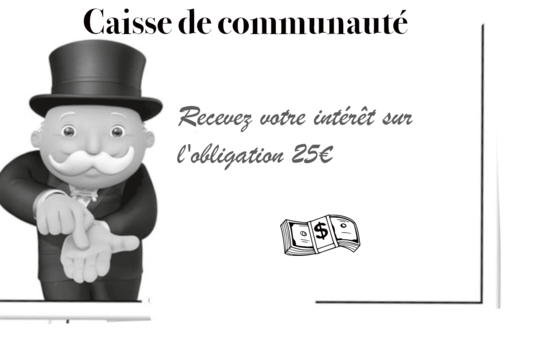 Caisse de communauté
Recevez votre intérêt sur
l'obligation 25€
$